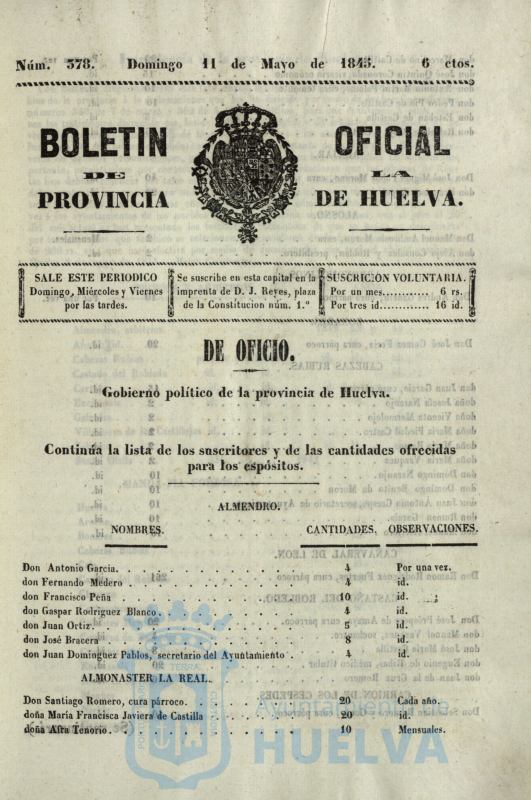 Núm. 378. Domingo 11 de Mayo de 1845. 6 ctos.
BOLETIN OFICIAL
DE LA
PROVINCIA DE HUELVA.
SALE ESTE PERIODICO
Domingo, Miércoles y Viernes
por las tardes.
Se suscribe en esta capital en la
imprenta de D. J. Reyes, plaza
de la Constitucion núm. 1.º
SUSCRICION VOLUNTARIA.
Por un mes............ 6 rs.
Por tres id............. 16 id.
DE OFICIO.
Gobierno político de la provincia de Huelva.
Continúa la lista de los suscritores y de las cantidades ofrecidas
para los espósitos.
ALMENDRO.
NOMBRES. CANTIDADES. OBSERVACIONES.
Don Antonio Garcia. 4 Por una vez.
don Fernando Medero 4 id.
don Francisco Peña 10 id.
don Gaspar Rodriguez Blanco. 4 id.
don Juan Ortiz. 5 id.
don José Bracera 8 id.
don Juan Dominguez Pablos, secretario del Ayuntamiento. 4 id.
ALMONASTER LA REAL.
Don Santiago Romero, cura párroco. 20 Cada año.
doña María Francisca Javiera de Castilla 20 id.
doña Alfa Tenorio. 10 Mensuales.
Ayuntamiento de
HUELVA